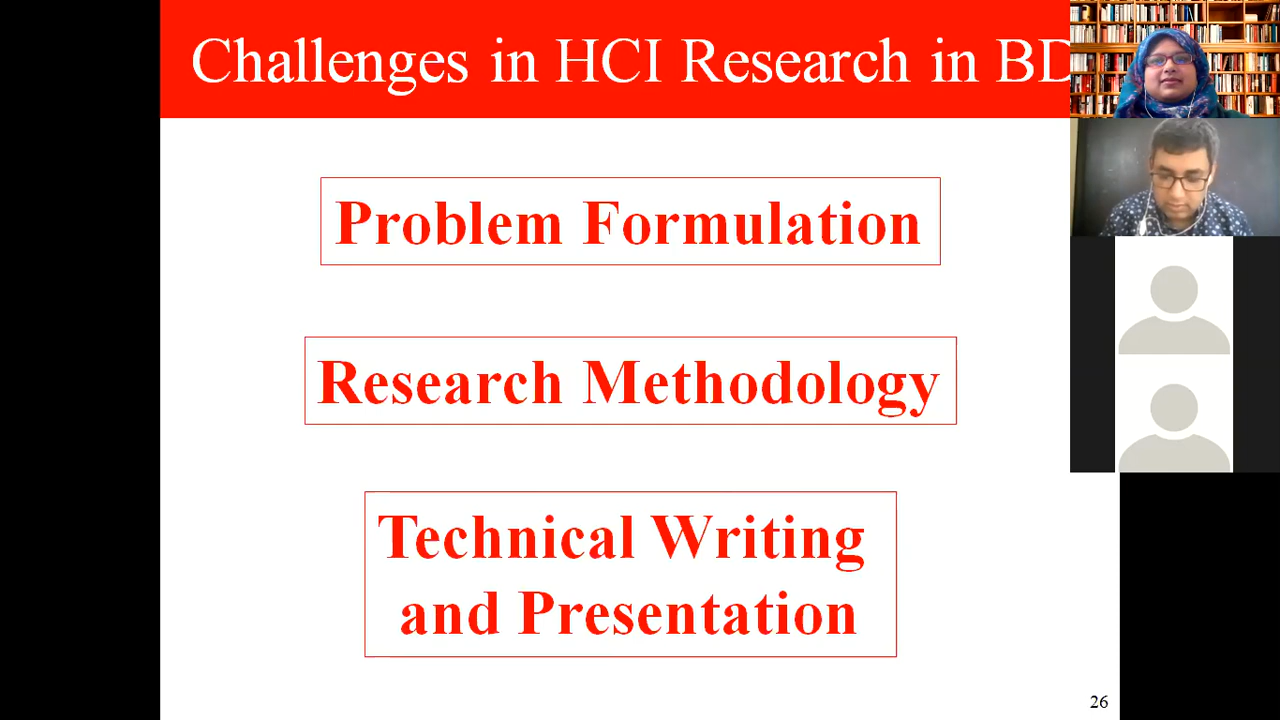 Challenges in HCI Research in BD
Problem Formulation
Research Methodology
Technical Writing
and Presentation
26